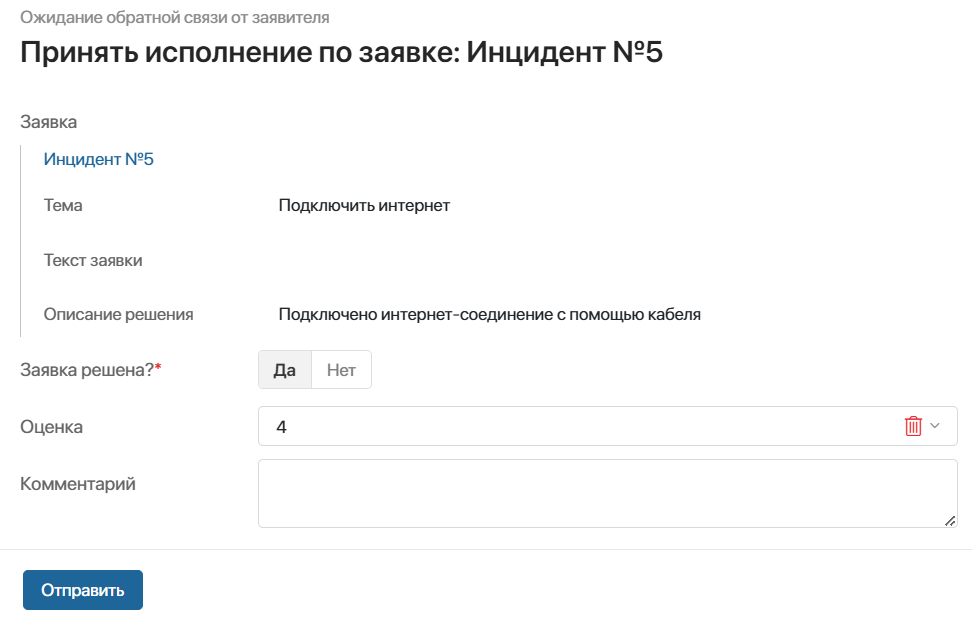 Ожидание обратной связи от заявителя
Принять исполнение по заявке: Инцидент №5
Заявка
Инцидент №5
Тема Подключить интернет
Текст заявки
Описание решения Подключено интернет-соединение с помощью кабеля
Заявка решена?* Да Нет
Оценка 4
Комментарий
Отправить